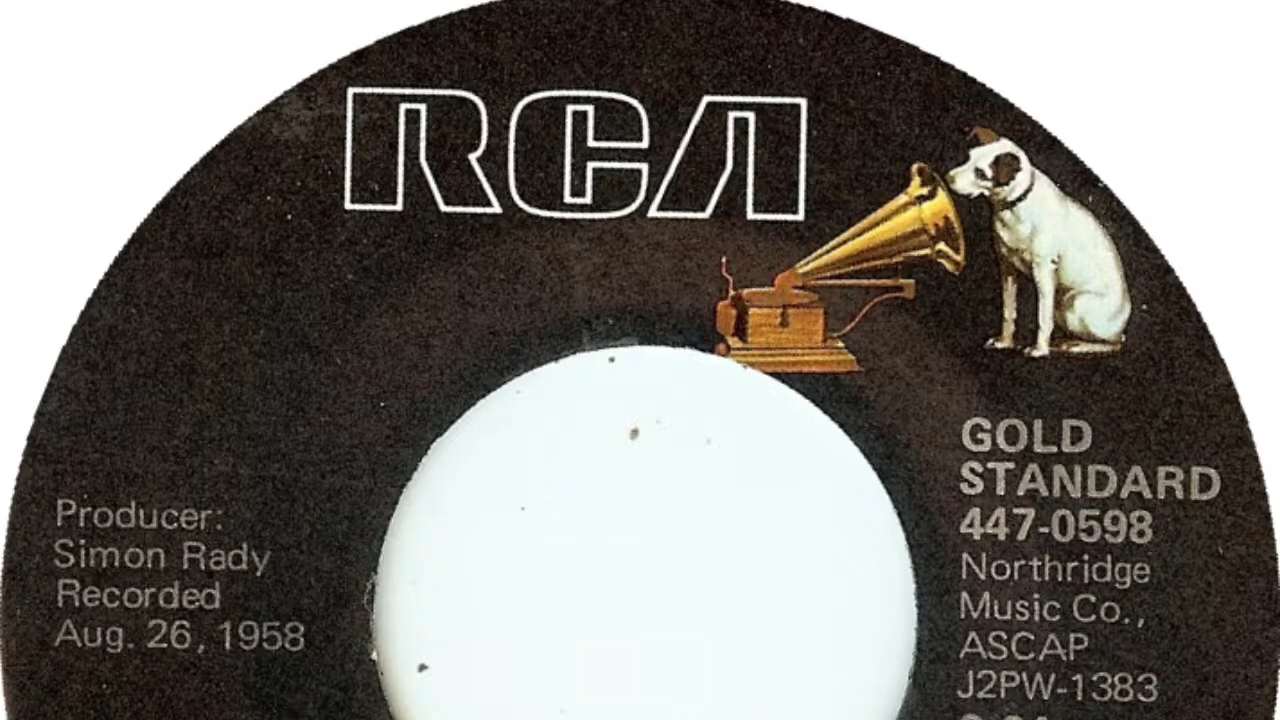 RCA
Producer:
Simon Rady
Recorded
Aug. 26, 1958
GOLD
STANDARD
447-0598
Northridge
Music Co.,
ASCAP
J2PW-1383